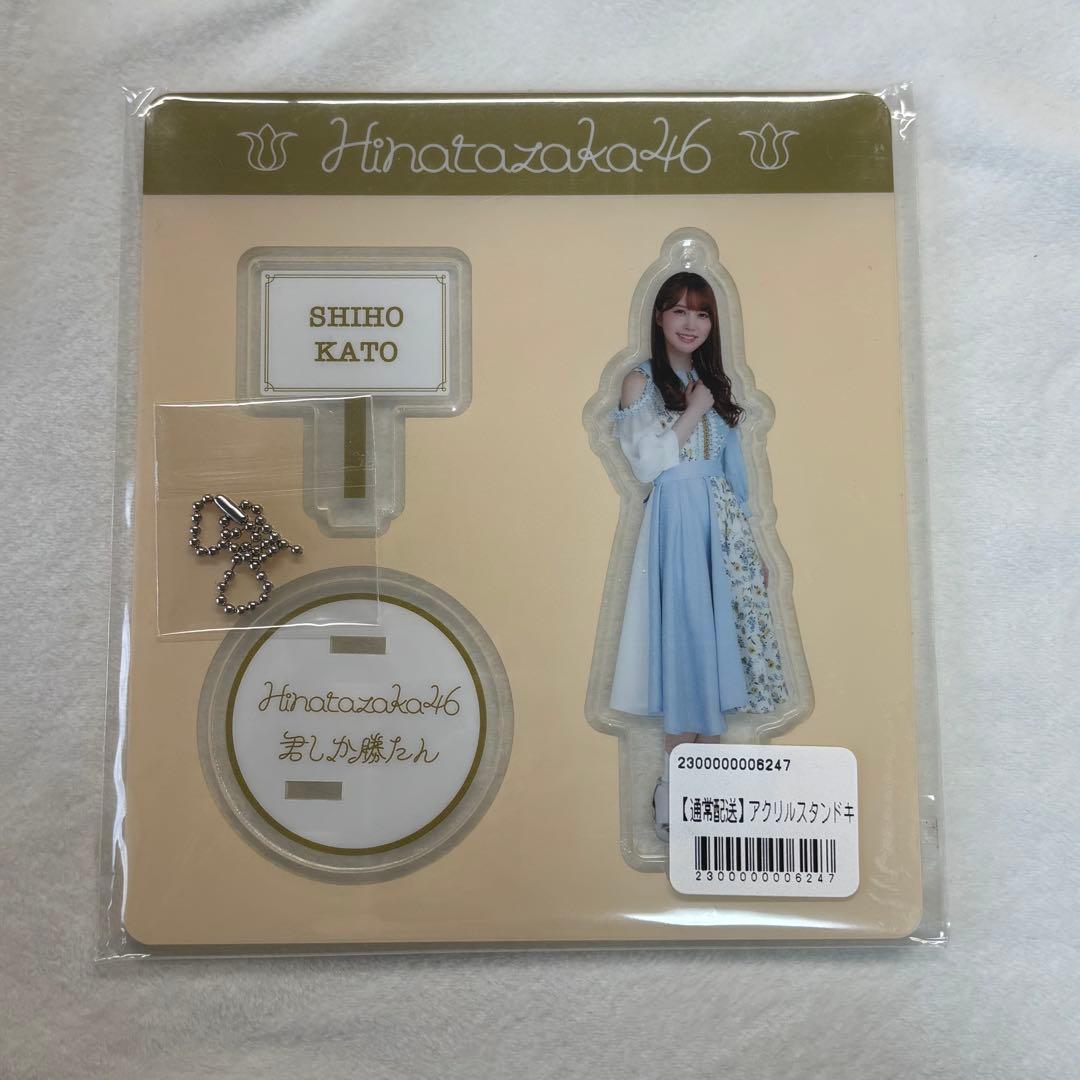 Hinatazaka46
SHIHO
KATO
Hinatazaka46
君しか勝たん
2300000006247
【通常配送】アクリルスタンドキ
2300000006247